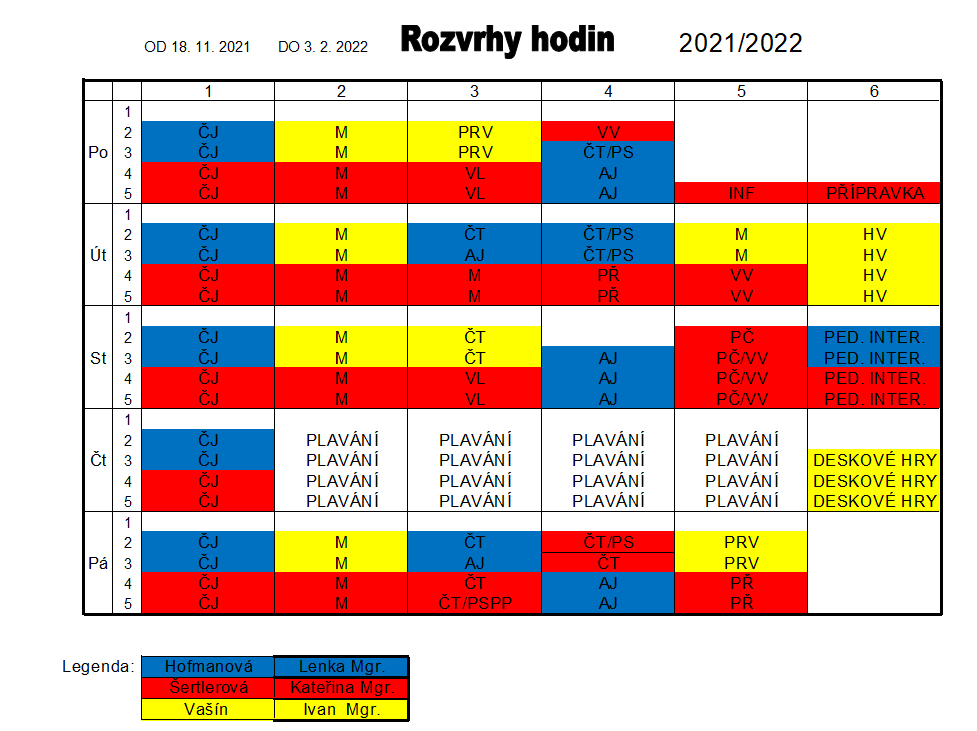 OD 18. 11. 2021 DO 3. 2. 2022 Rozvrhy hodin 2021/2022
1 2 3 4 5 6
1
2 ČJ M PRV VV
Po 3 ČJ M PRV ČT/PS
4 ČJ M VL AJ
5 ČJ M VL AJ INF PŘÍPRAVKA
1
2 ČJ M ČT ČT/PS M HV
Út 3 ČJ M AJ ČT/PS M HV
4 ČJ M M PŘ VV HV
5 ČJ M M PŘ VV HV
1
2 ČJ M ČT PČ PED. INTER.
St 3 ČJ M ČT AJ PČ/VV PED. INTER.
4 ČJ M VL AJ PČ/VV PED. INTER.
5 ČJ M VL AJ PČ/VV PED. INTER.
1
2 ČJ PLAVÁNÍ PLAVÁNÍ PLAVÁNÍ PLAVÁNÍ
Čt 3 ČJ PLAVÁNÍ PLAVÁNÍ PLAVÁNÍ PLAVÁNÍ DESKOVÉ HRY
4 ČJ PLAVÁNÍ PLAVÁNÍ PLAVÁNÍ PLAVÁNÍ DESKOVÉ HRY
5 ČJ PLAVÁNÍ PLAVÁNÍ PLAVÁNÍ PLAVÁNÍ DESKOVÉ HRY
1
2 ČJ M ČT ČT/PS PRV
Pá 3 ČJ M AJ ČT PRV
4 ČJ M ČT AJ PŘ
5 ČJ M ČT/PSPP AJ PŘ
Legenda: Hofmanová Lenka Mgr.
Šertlerová Kateřina Mgr.
Vašín Ivan Mgr.